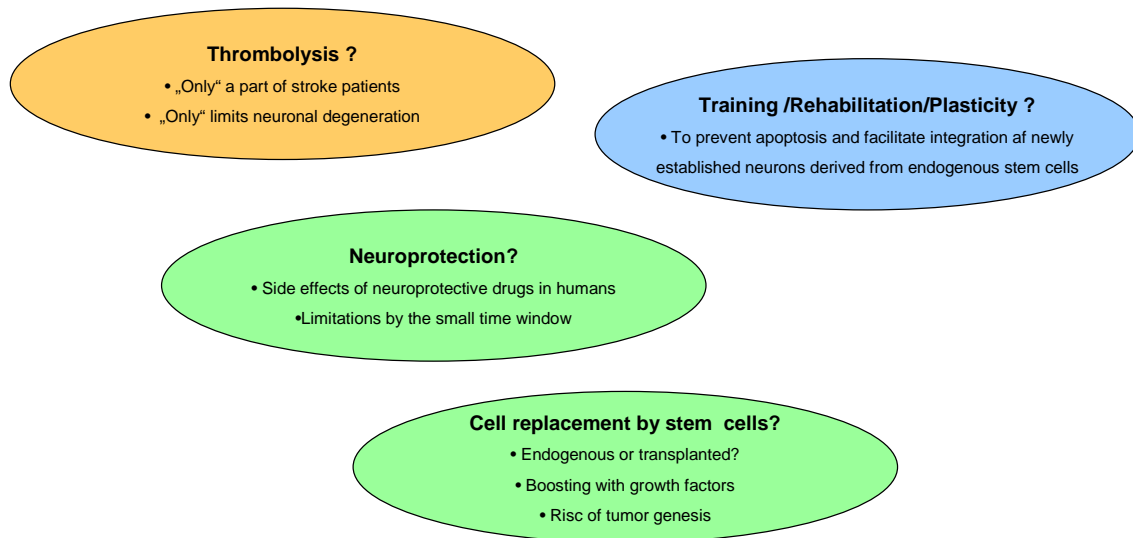 Thrombolysis ?
• „Only“ a part of stroke patients
• „Only“ limits neuronal degeneration
Training /Rehabilitation/Plasticity ?
• To prevent apoptosis and facilitate integration af newly
established neurons derived from endogenous stem cells
Neuroprotection?
• Side effects of neuroprotective drugs in humans
•Limitations by the small time window
Cell replacement by stem cells?
• Endogenous or transplanted?
• Boosting with growth factors
• Risc of tumor genesis